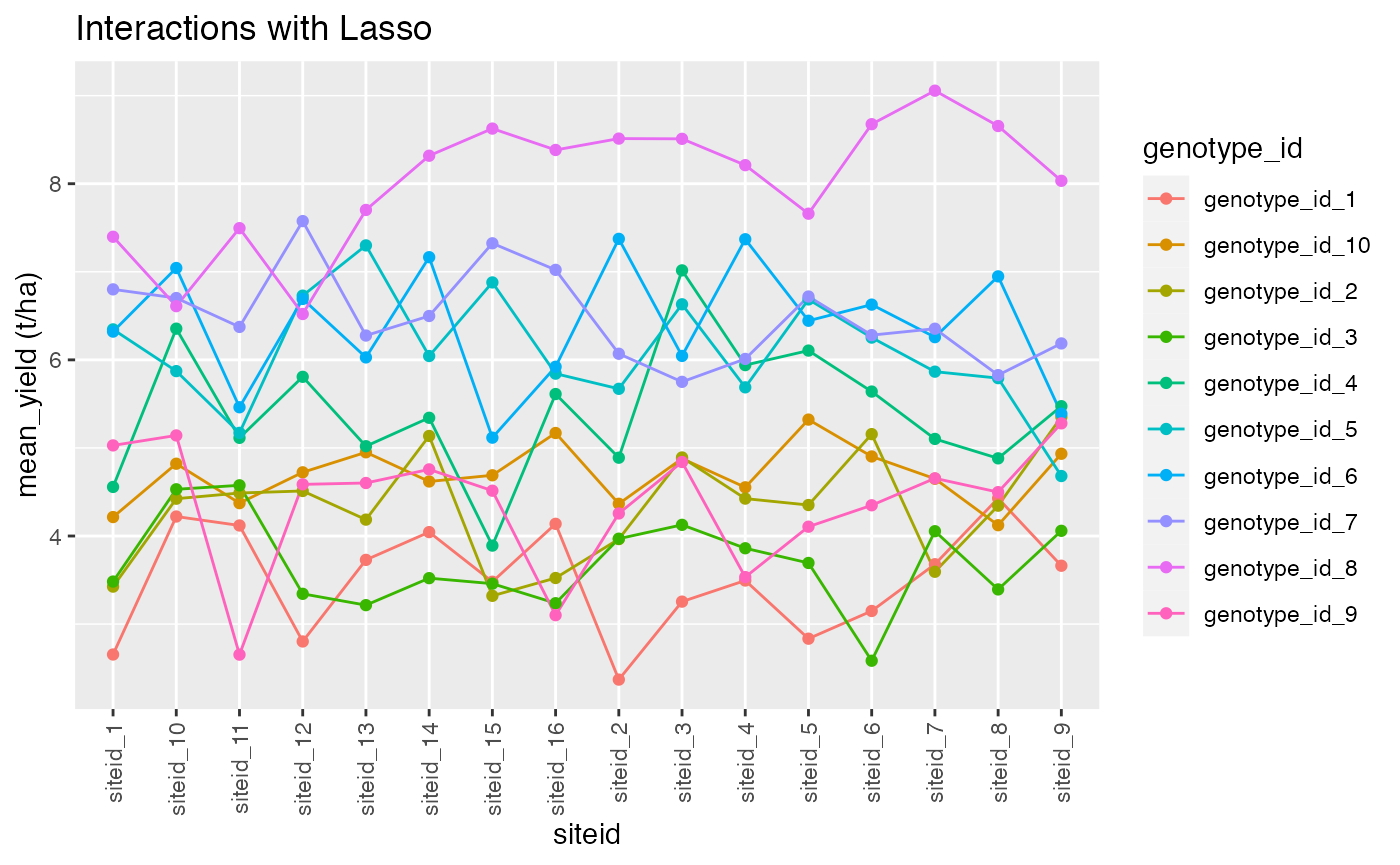 Interactions with Lasso
mean_yield (t/ha)
8
6
4
siteid_1
siteid_10
siteid_11
siteid_12
siteid_13
siteid_14
siteid_15
siteid_16
siteid_2
siteid_3
siteid_4
siteid_5
siteid_6
siteid_7
siteid_8
siteid_9
siteid
genotype_id
genotype_id_1
genotype_id_10
genotype_id_2
genotype_id_3
genotype_id_4
genotype_id_5
genotype_id_6
genotype_id_7
genotype_id_8
genotype_id_9